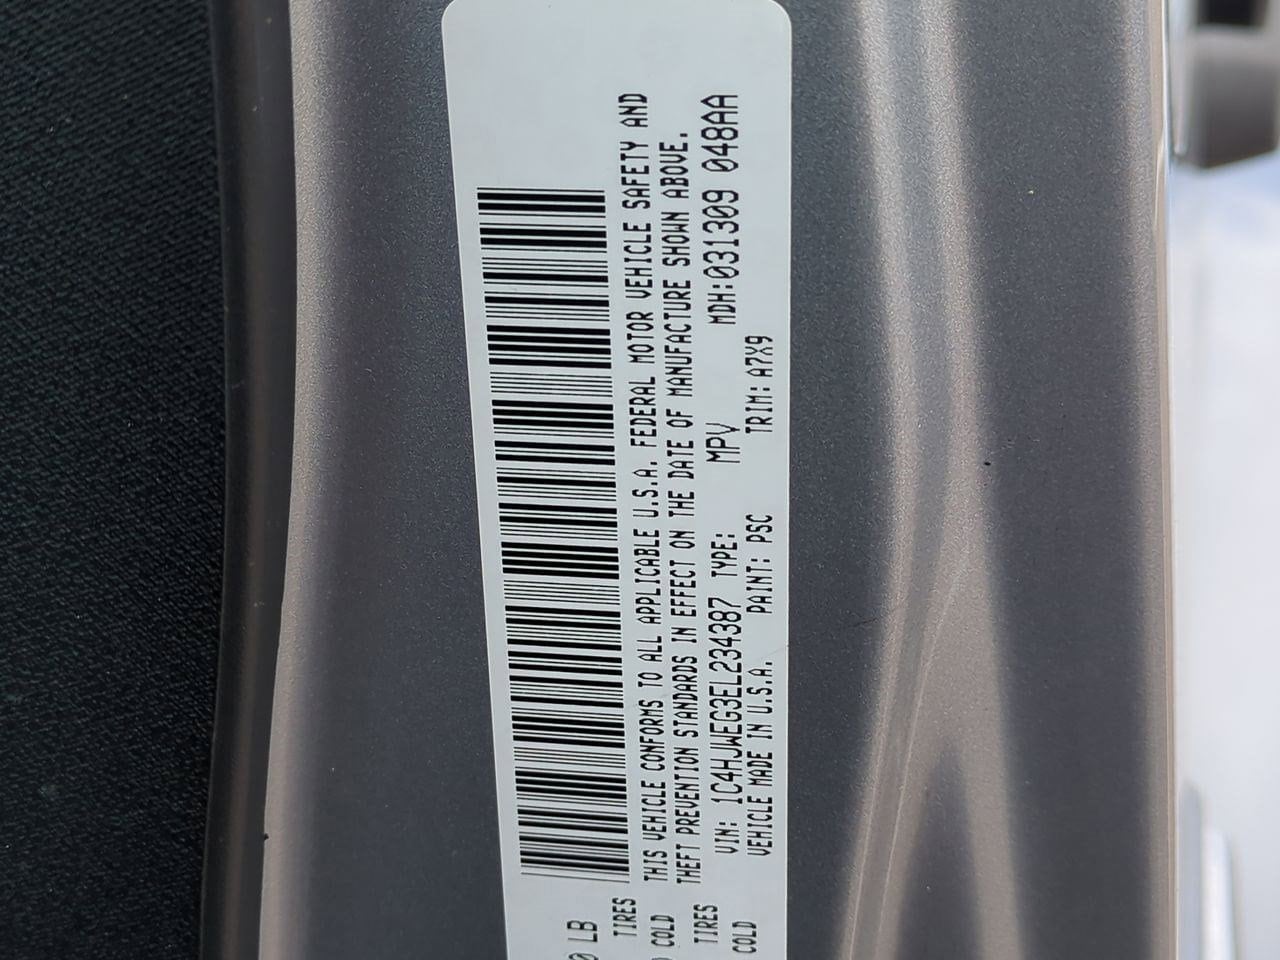 0 LB
TIRES
COLD
TIRES
COLD
THIS VEHICLE CONFORMS TO ALL APPLICABLE U.S.A. FEDERAL MOTOR VEHICLE SAFETY AND
THEFT PREVENTION STANDARDS IN EFFECT ON THE DATE OF MANUFACTURE SHOWN ABOVE.
VIN: 1C4HJWEG3EL234387 TYPE: MPV MDH:031309 048AA
VEHICLE MADE IN U.S.A. PAINT: PSC TRIM: A7X9